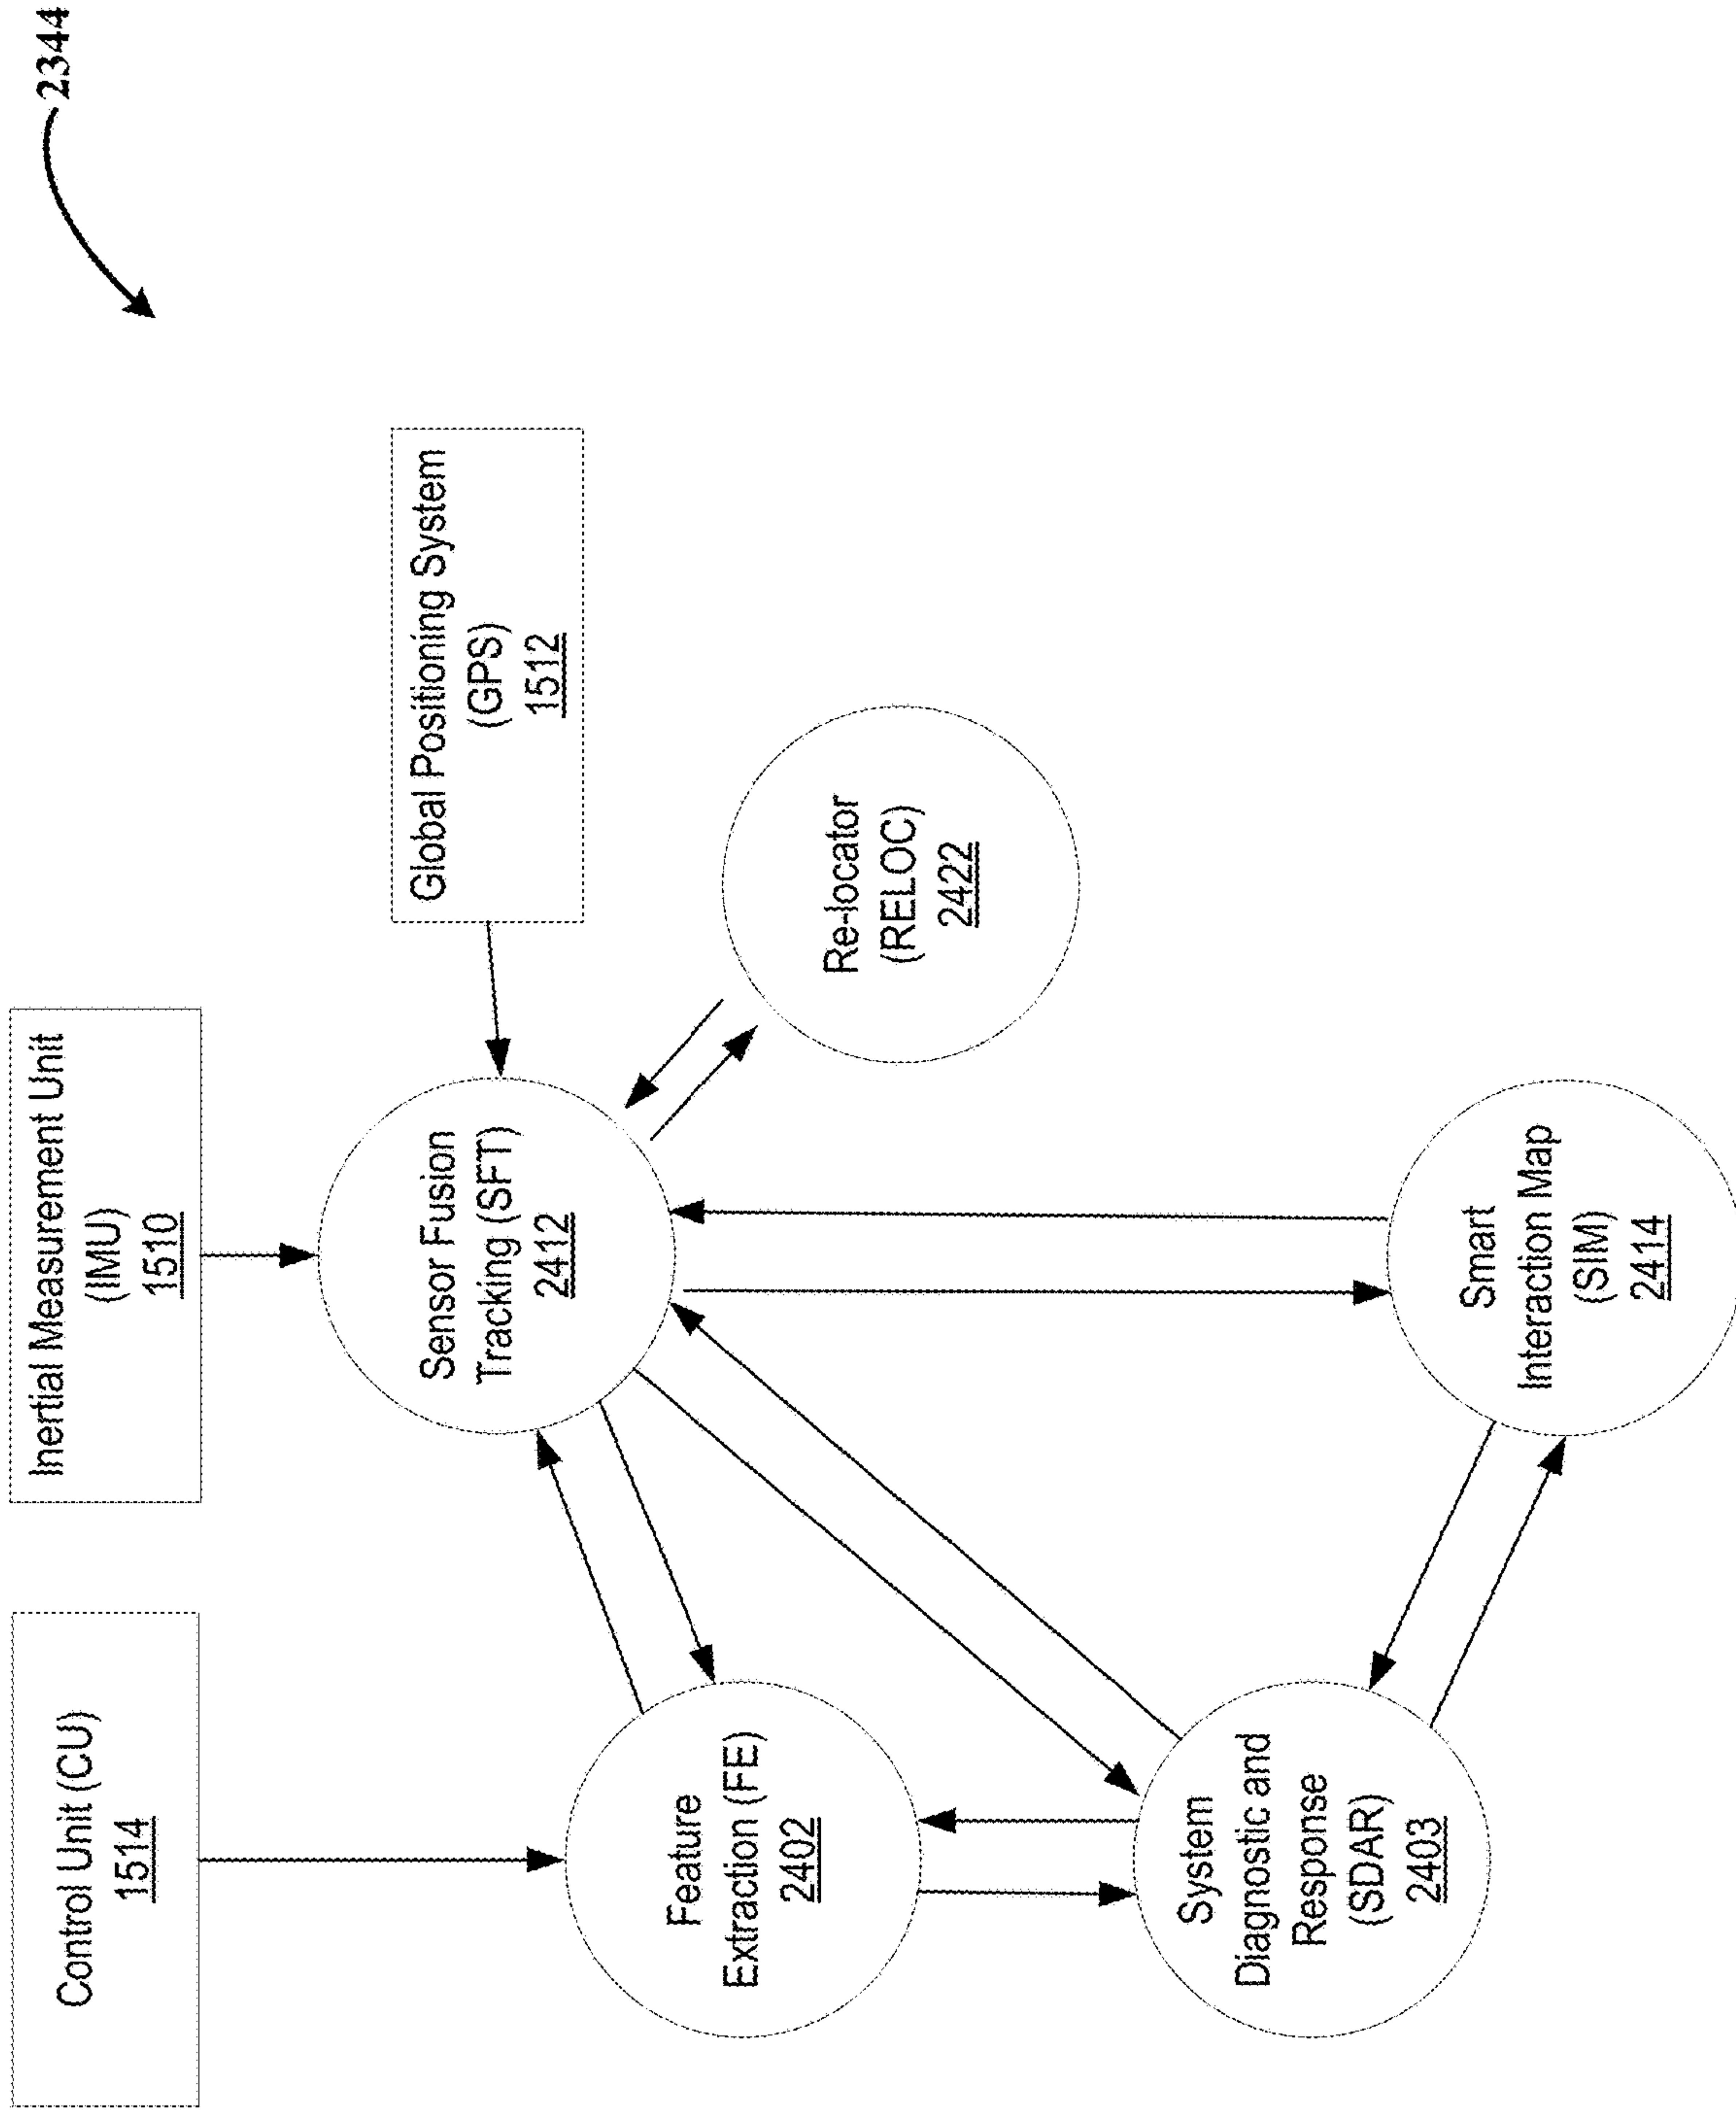 2344
Control Unit (CU)
1514
Inertial Measurement Unit
(IMU)
1510
Global Positioning System
(GPS)
1512
Sensor Fusion
Tracking (SFT)
2412
Feature
Extraction (FE)
2402
Re-locator
(RELOC)
2422
System
Diagnostic and
Response
(SDAR)
2403
Smart
Interaction Map
(SIM)
2414